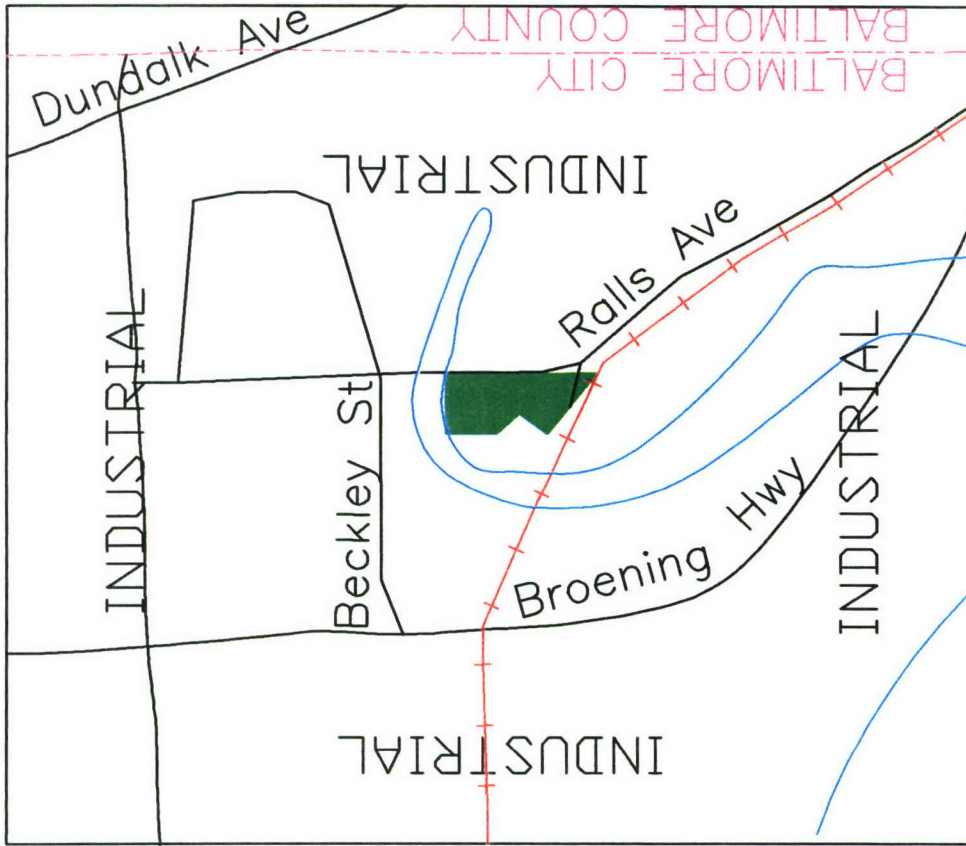 BALTIMORE COUNTY
BALTIMORE CITY
Dundalk Ave
INDUSTRIAL
Ralls Ave
INDUSTRIAL
INDUSTRIAL
Beckley St
Broening Hwy
INDUSTRIAL